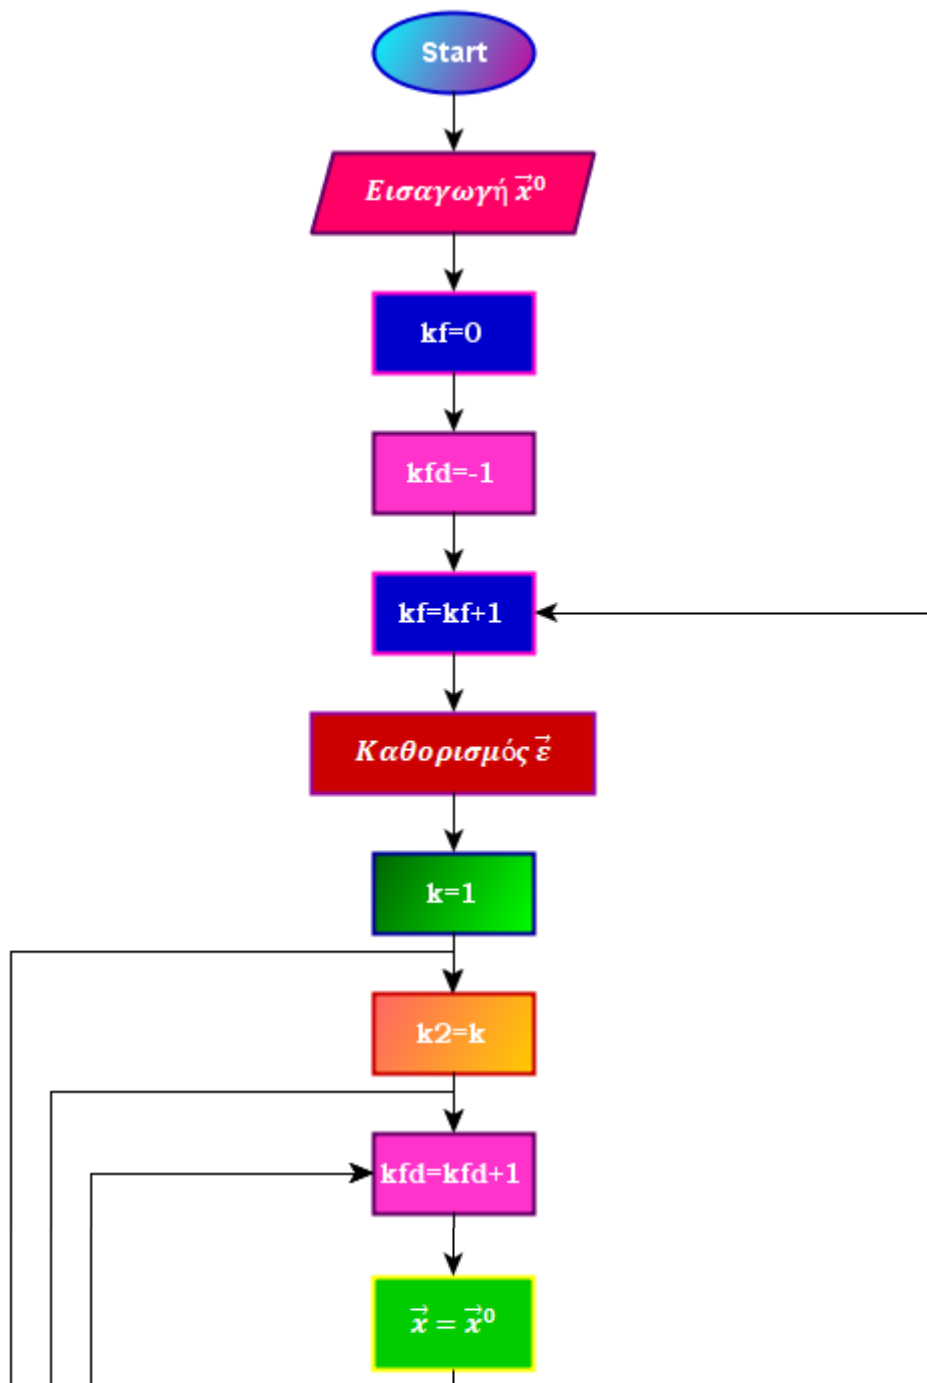 Start
Εισαγωγή x⃗⁰
kf=0
kfd=-1
kf=kf+1
Καθορισμός ε⃗
k=1
k2=k
kfd=kfd+1
x⃗ = x⃗⁰